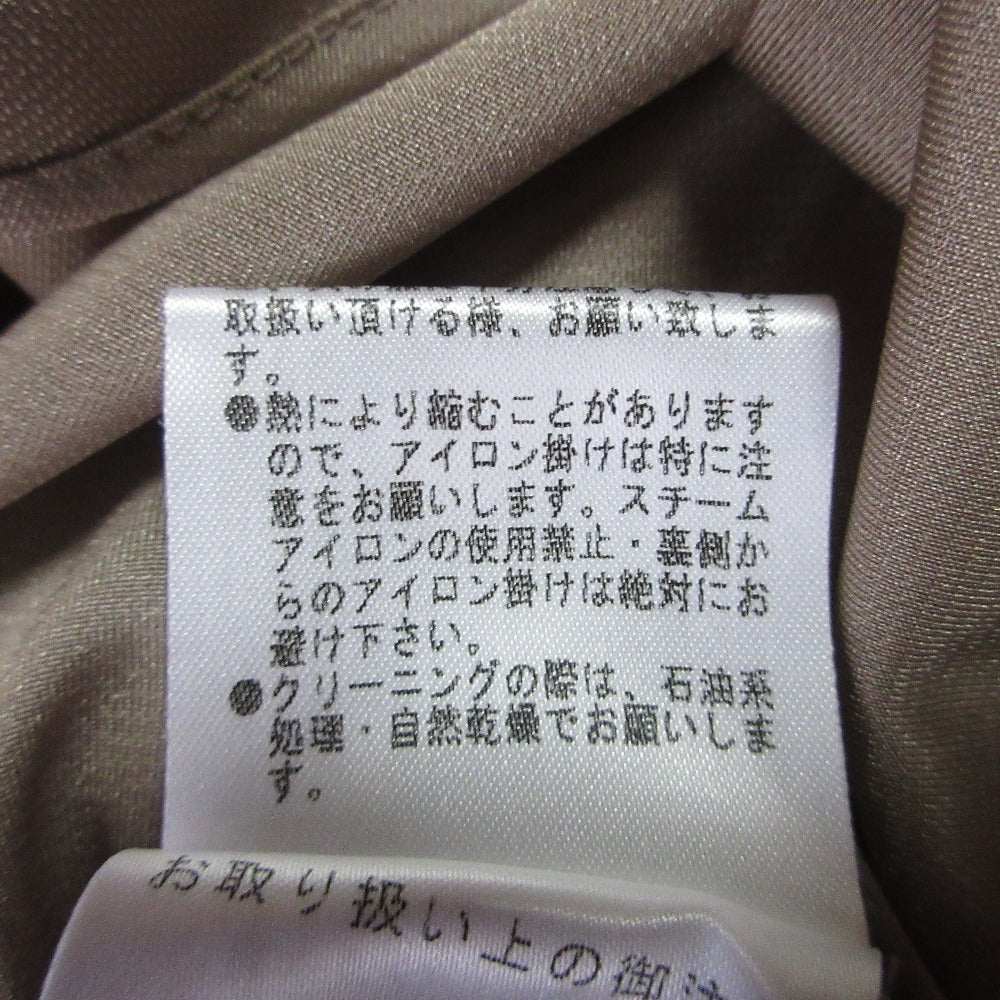 取扱い頂ける様、お願い致しま
す。
●熱により縮むことがあります
ので、アイロン掛けは特に注
意をお願いします。スチーム
アイロンの使用禁止・裏側か
らのアイロン掛けは絶対にお
避け下さい。
●クリーニングの際は、石油系
処理・自然乾燥でお願いしま
す。
お取り扱い上の御注